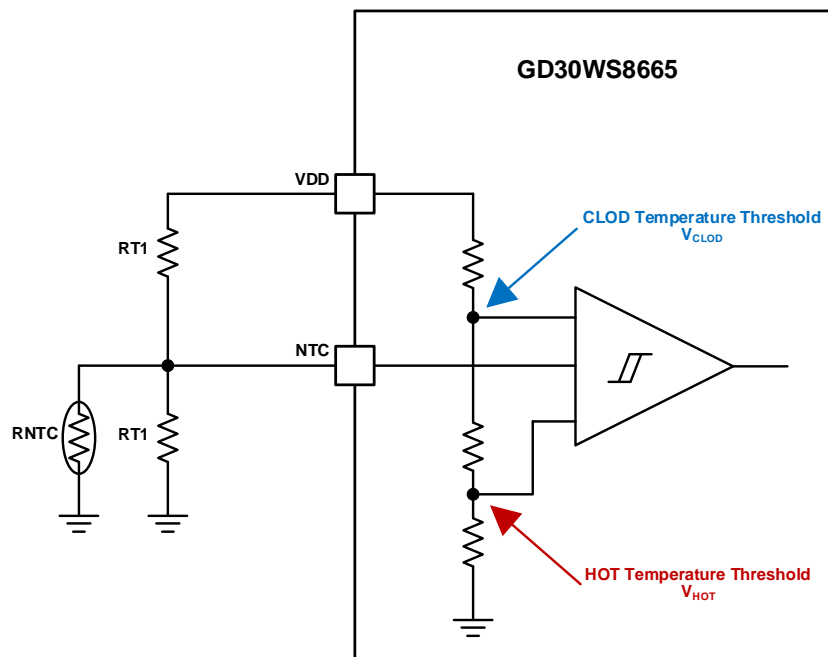 GD30WS8665
VDD
CLOD Temperature Threshold
VCLOD
RT1
NTC
RNTC
RT1
HOT Temperature Threshold
VHOT